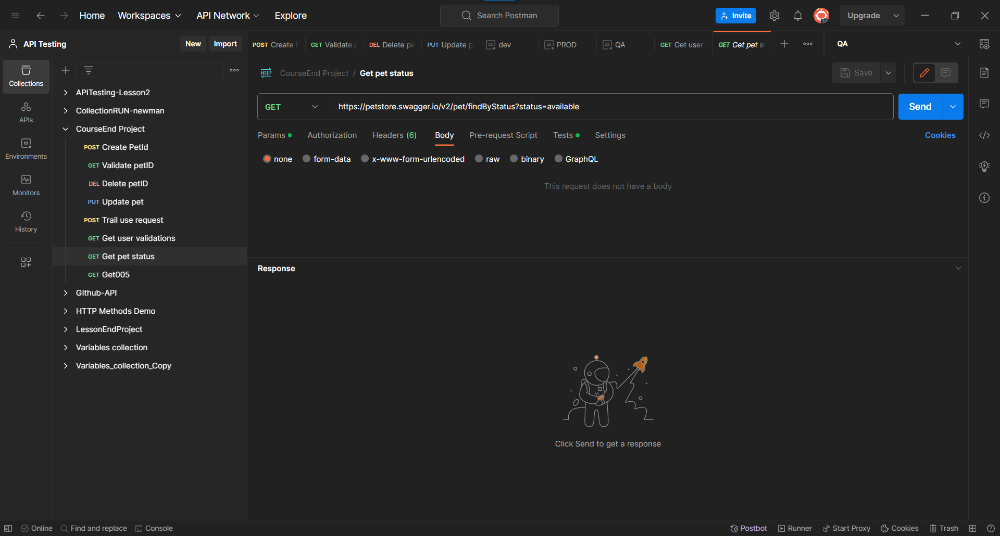 Home Workspaces API Network Explore Search Postman Invite Upgrade
API Testing New Import
POST Create P GET Validate p DEL Delete pe PUT Update p dev PROD QA GET Get user GET Get pet st QA
HTTP CourseEnd Project / Get pet status Save
Collections
APIs
Environments
Monitors
History
APITesting-Lesson2
CollectionRUN-newman
CourseEnd Project
POST Create PetId
GET Validate petID
DEL Delete petID
PUT Update pet
POST Trail use request
GET Get user validations
GET Get pet status
GET Get005
Github-API
HTTP Methods Demo
LessonEndProject
Variables collection
Variables_collection_Copy
GET https://petstore.swagger.io/v2/pet/findByStatus?status=available Send
Params Authorization Headers (6) Body Pre-request Script Tests Settings Cookies
none form-data x-www-form-urlencoded raw binary GraphQL
This request does not have a body
Response
Click Send to get a response
Online Find and replace Console Postbot Runner Start Proxy Cookies Trash